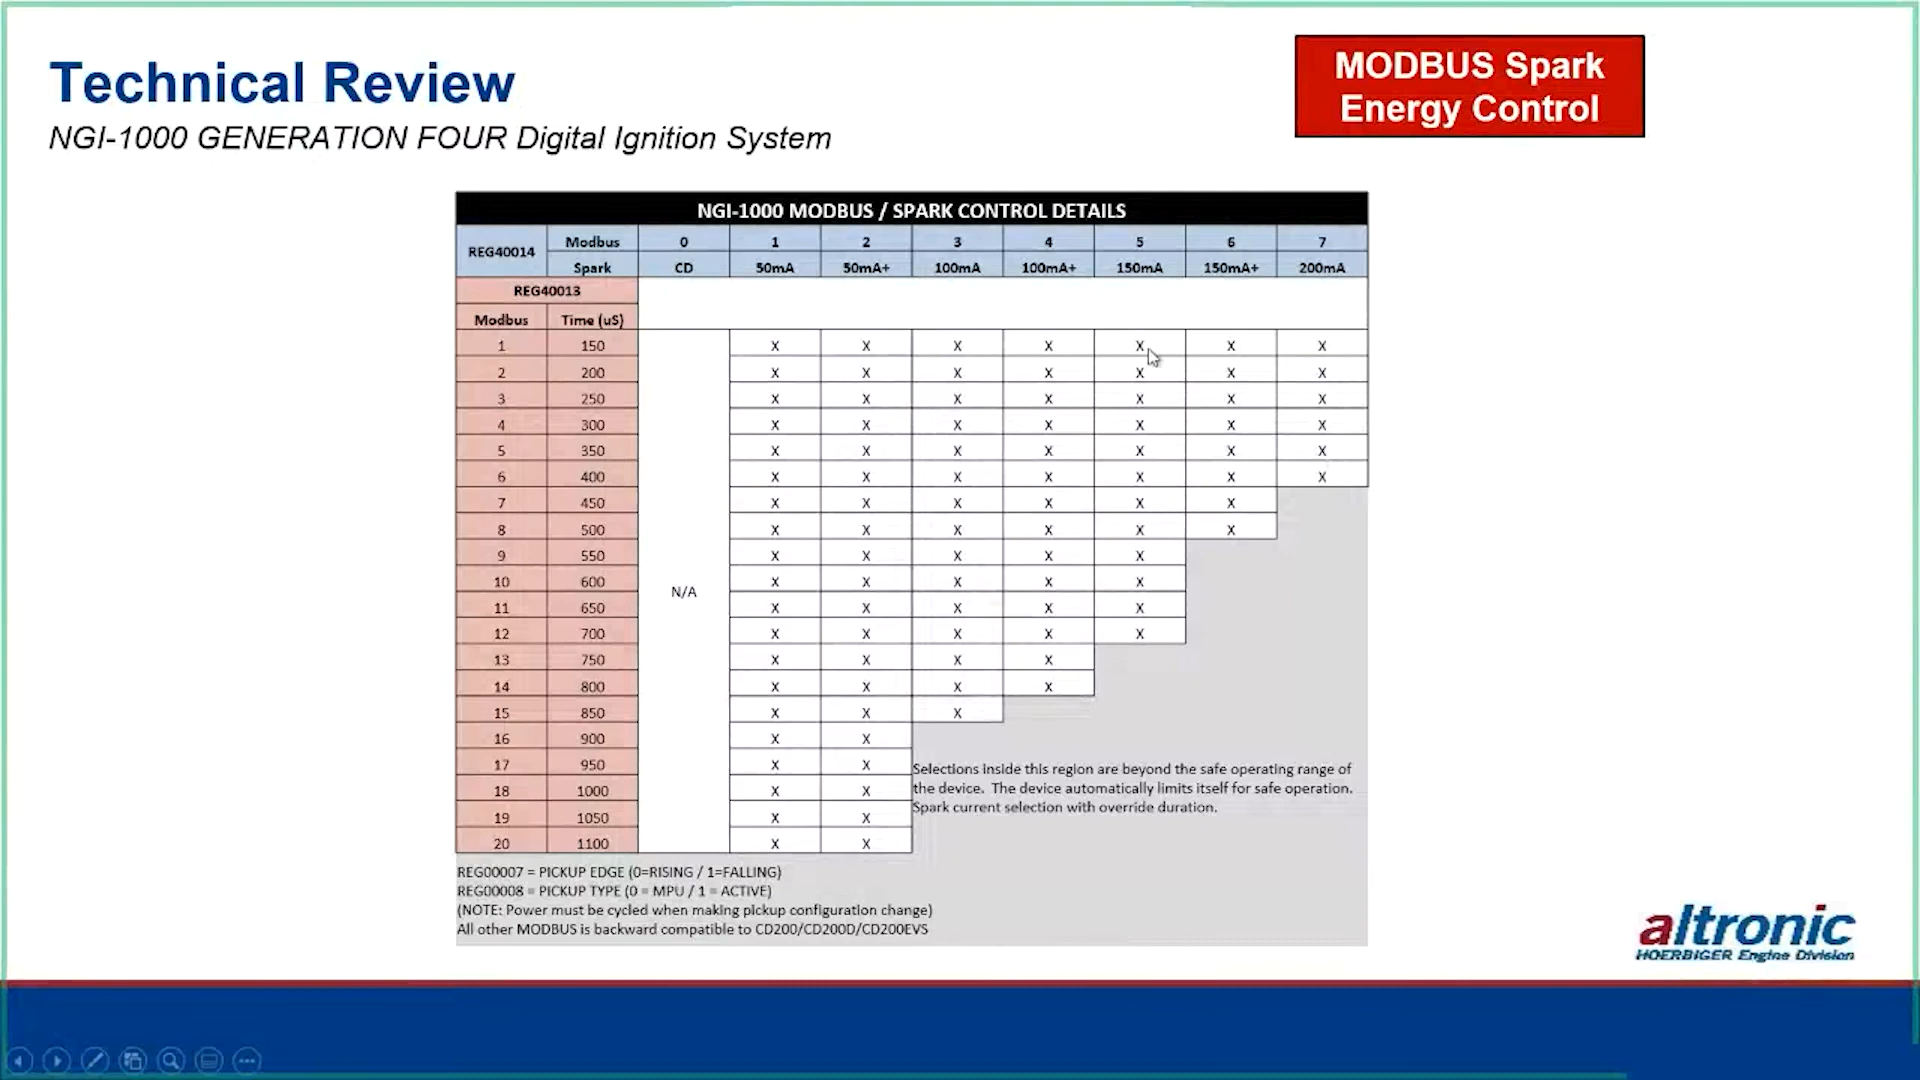 Technical Review
NGI-1000 GENERATION FOUR Digital Ignition System
MODBUS Spark
Energy Control
NGI-1000 MODBUS / SPARK CONTROL DETAILS
REG40014 Modbus 0 1 2 3 4 5 6 7
Spark CD 50mA 50mA+ 100mA 100mA+ 150mA 150mA+ 200mA
REG40013
Modbus Time (uS)
1 150 X X X X X X X
2 200 X X X X X X X
3 250 X X X X X X X
4 300 X X X X X X X
5 350 X X X X X X X
6 400 X X X X X X X
7 450 X X X X X X
8 500 X X X X X X
9 550 X X X X X
10 600 N/A X X X X X
11 650 X X X X X
12 700 X X X X X
13 750 X X X X
14 800 X X X X
15 850 X X X
16 900 X X
17 950 X X
18 1000 X X
19 1050 X X
20 1100 X X
Selections inside this region are beyond the safe operating range of
the device. The device automatically limits itself for safe operation.
Spark current selection with override duration.
REG00007 = PICKUP EDGE (0=RISING / 1=FALLING)
REG00008 = PICKUP TYPE (0 = MPU / 1 = ACTIVE)
(NOTE: Power must be cycled when making pickup configuration change)
All other MODBUS is backward compatible to CD200/CD200D/CD200EVS
altronic
HOERBIGER Engine Division